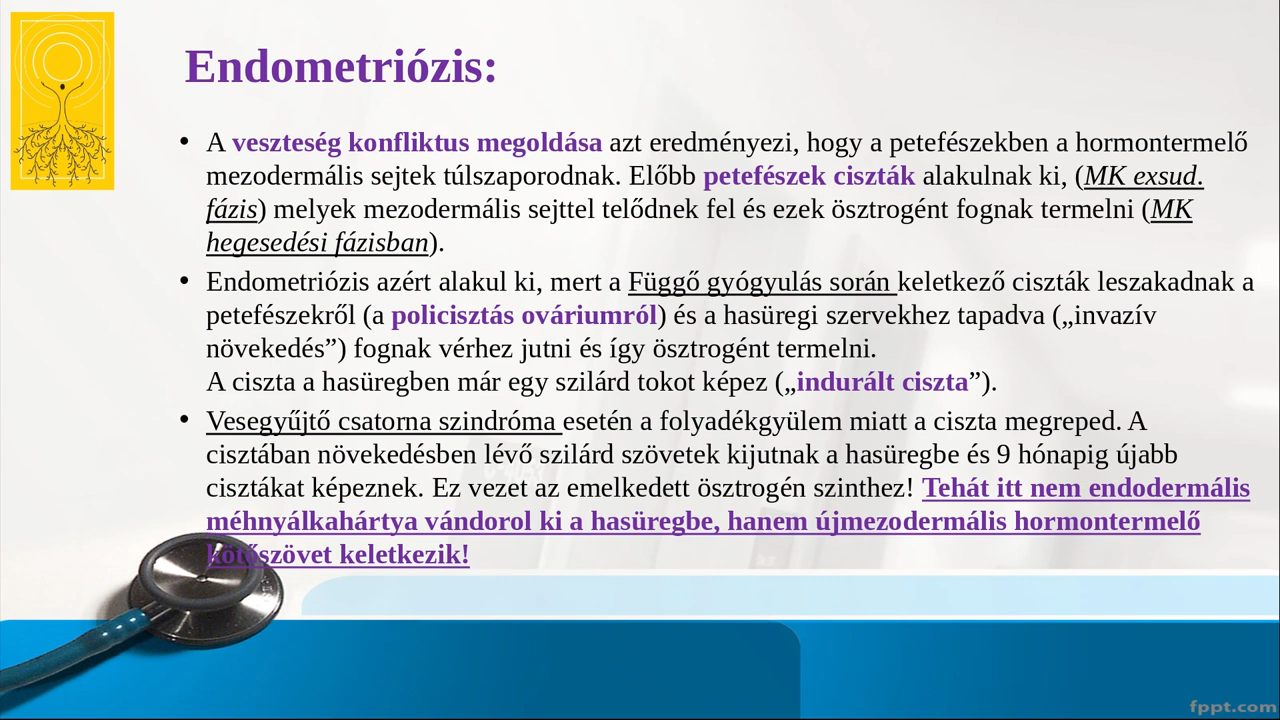 Endometriózis:
• A veszteség konfliktus megoldása azt eredményezi, hogy a petefészekben a hormontermelő
mezodermális sejtek túlszaporodnak. Előbb petefészek ciszták alakulnak ki, (MK exsud.
fázis) melyek mezodermális sejttel telődnek fel és ezek ösztrogént fognak termelni (MK
hegesedési fázisban).
• Endometriózis azért alakul ki, mert a Függő gyógyulás során keletkező ciszták leszakadnak a
petefészekről (a policisztás ováriumról) és a hasüregi szervekhez tapadva („invazív
növekedés”) fognak vérhez jutni és így ösztrogént termelni.
A ciszta a hasüregben már egy szilárd tokot képez („indurált ciszta”).
• Vesegyűjtő csatorna szindróma esetén a folyadékgyülem miatt a ciszta megreped. A
cisztában növekedésben lévő szilárd szövetek kijutnak a hasüregbe és 9 hónapig újabb
cisztákat képeznek. Ez vezet az emelkedett ösztrogén szinthez! Tehát itt nem endodermális
méhnyálkahártya vándorol ki a hasüregbe, hanem újmezodermális hormontermelő
kötőszövet keletkezik!
fppt.com